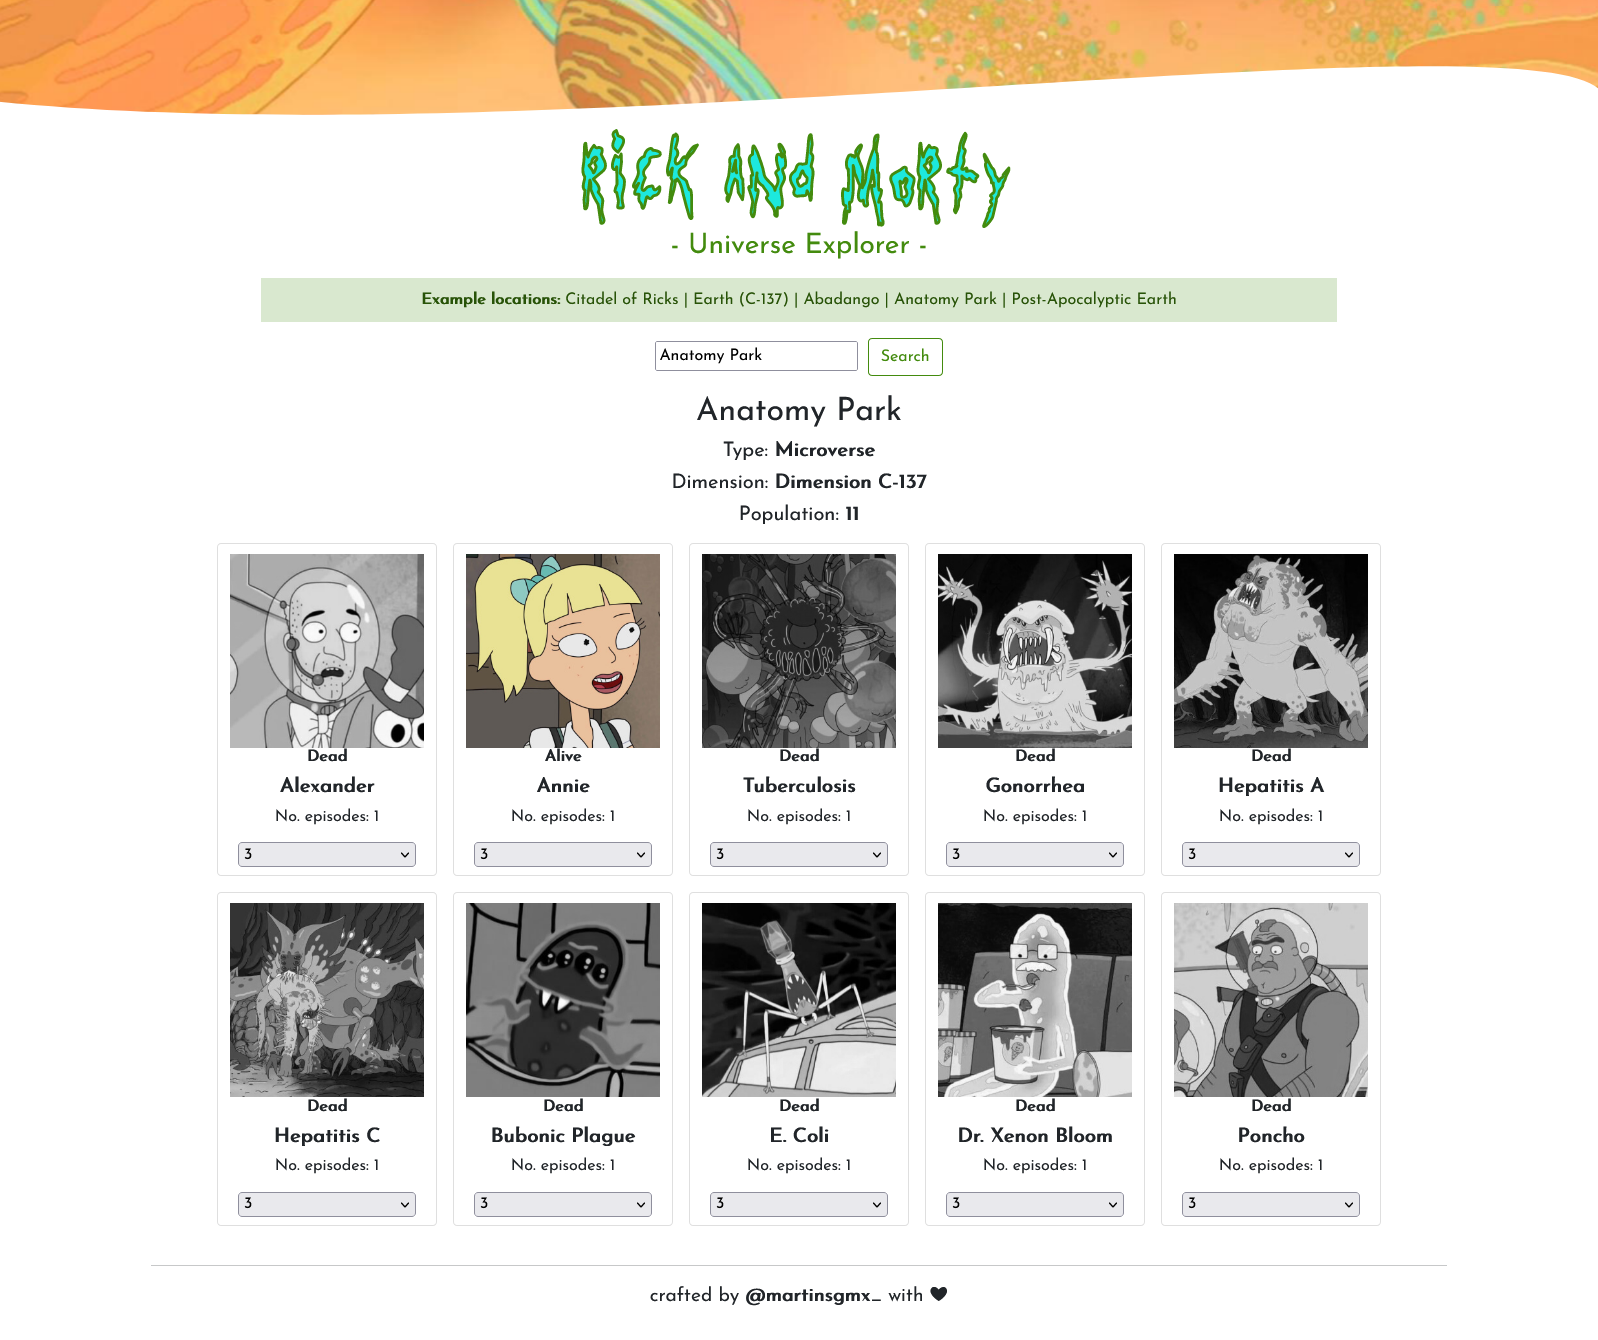 Rick and Morty
- Universe Explorer -
Example locations: Citadel of Ricks | Earth (C-137) | Abadango | Anatomy Park | Post-Apocalyptic Earth
Anatomy Park Search
Anatomy Park
Type: Microverse
Dimension: Dimension C-137
Population: 11
Dead Alive Dead Dead Dead
Alexander Annie Tuberculosis Gonorrhea Hepatitis A
No. episodes: 1 No. episodes: 1 No. episodes: 1 No. episodes: 1 No. episodes: 1
3 3 3 3 3
Dead Dead Dead Dead Dead
Hepatitis C Bubonic Plague E. Coli Dr. Xenon Bloom Poncho
No. episodes: 1 No. episodes: 1 No. episodes: 1 No. episodes: 1 No. episodes: 1
3 3 3 3 3
crafted by @martinsgmx_ with ♥